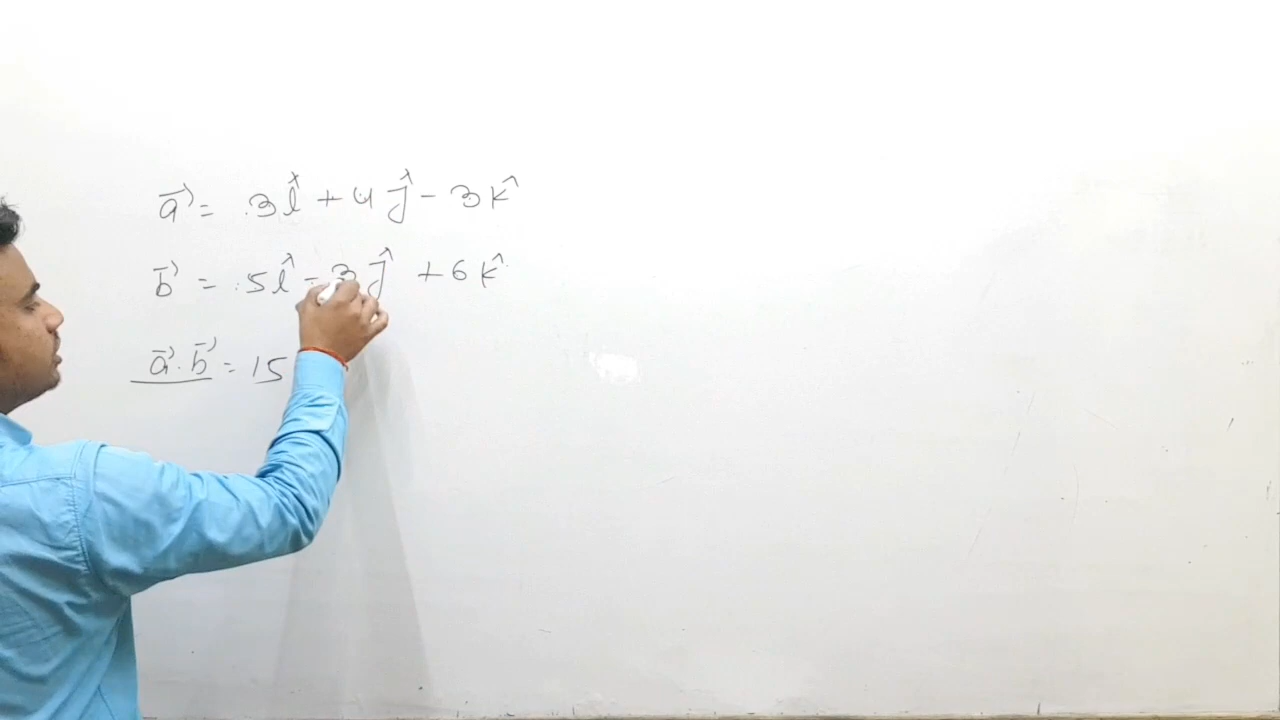 a⃗ = 3î + 4ĵ - 3k̂
b⃗ = 5î - 3ĵ + 6k̂
a⃗ . b⃗ = 15